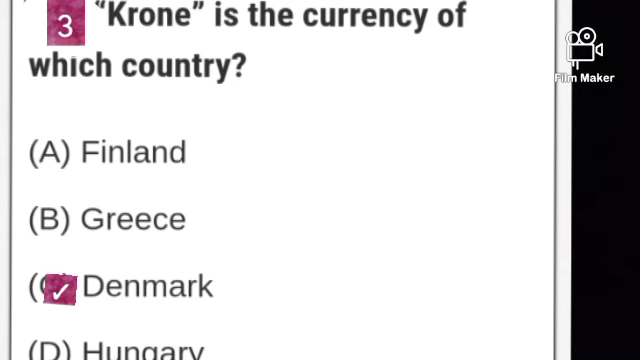 3 "Krone" is the currency of
which country?
Film Maker
(A) Finland
(B) Greece
(C) Denmark
(D) Hungary